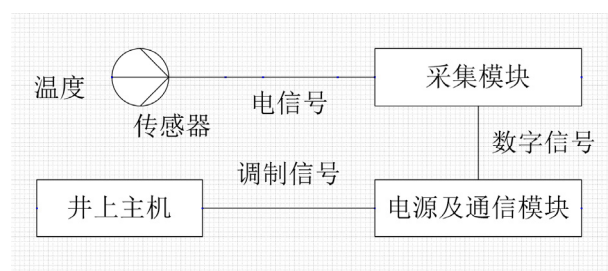 温度
传感器
电信号
采集模块
数字信号
调制信号
井上主机
电源及通信模块